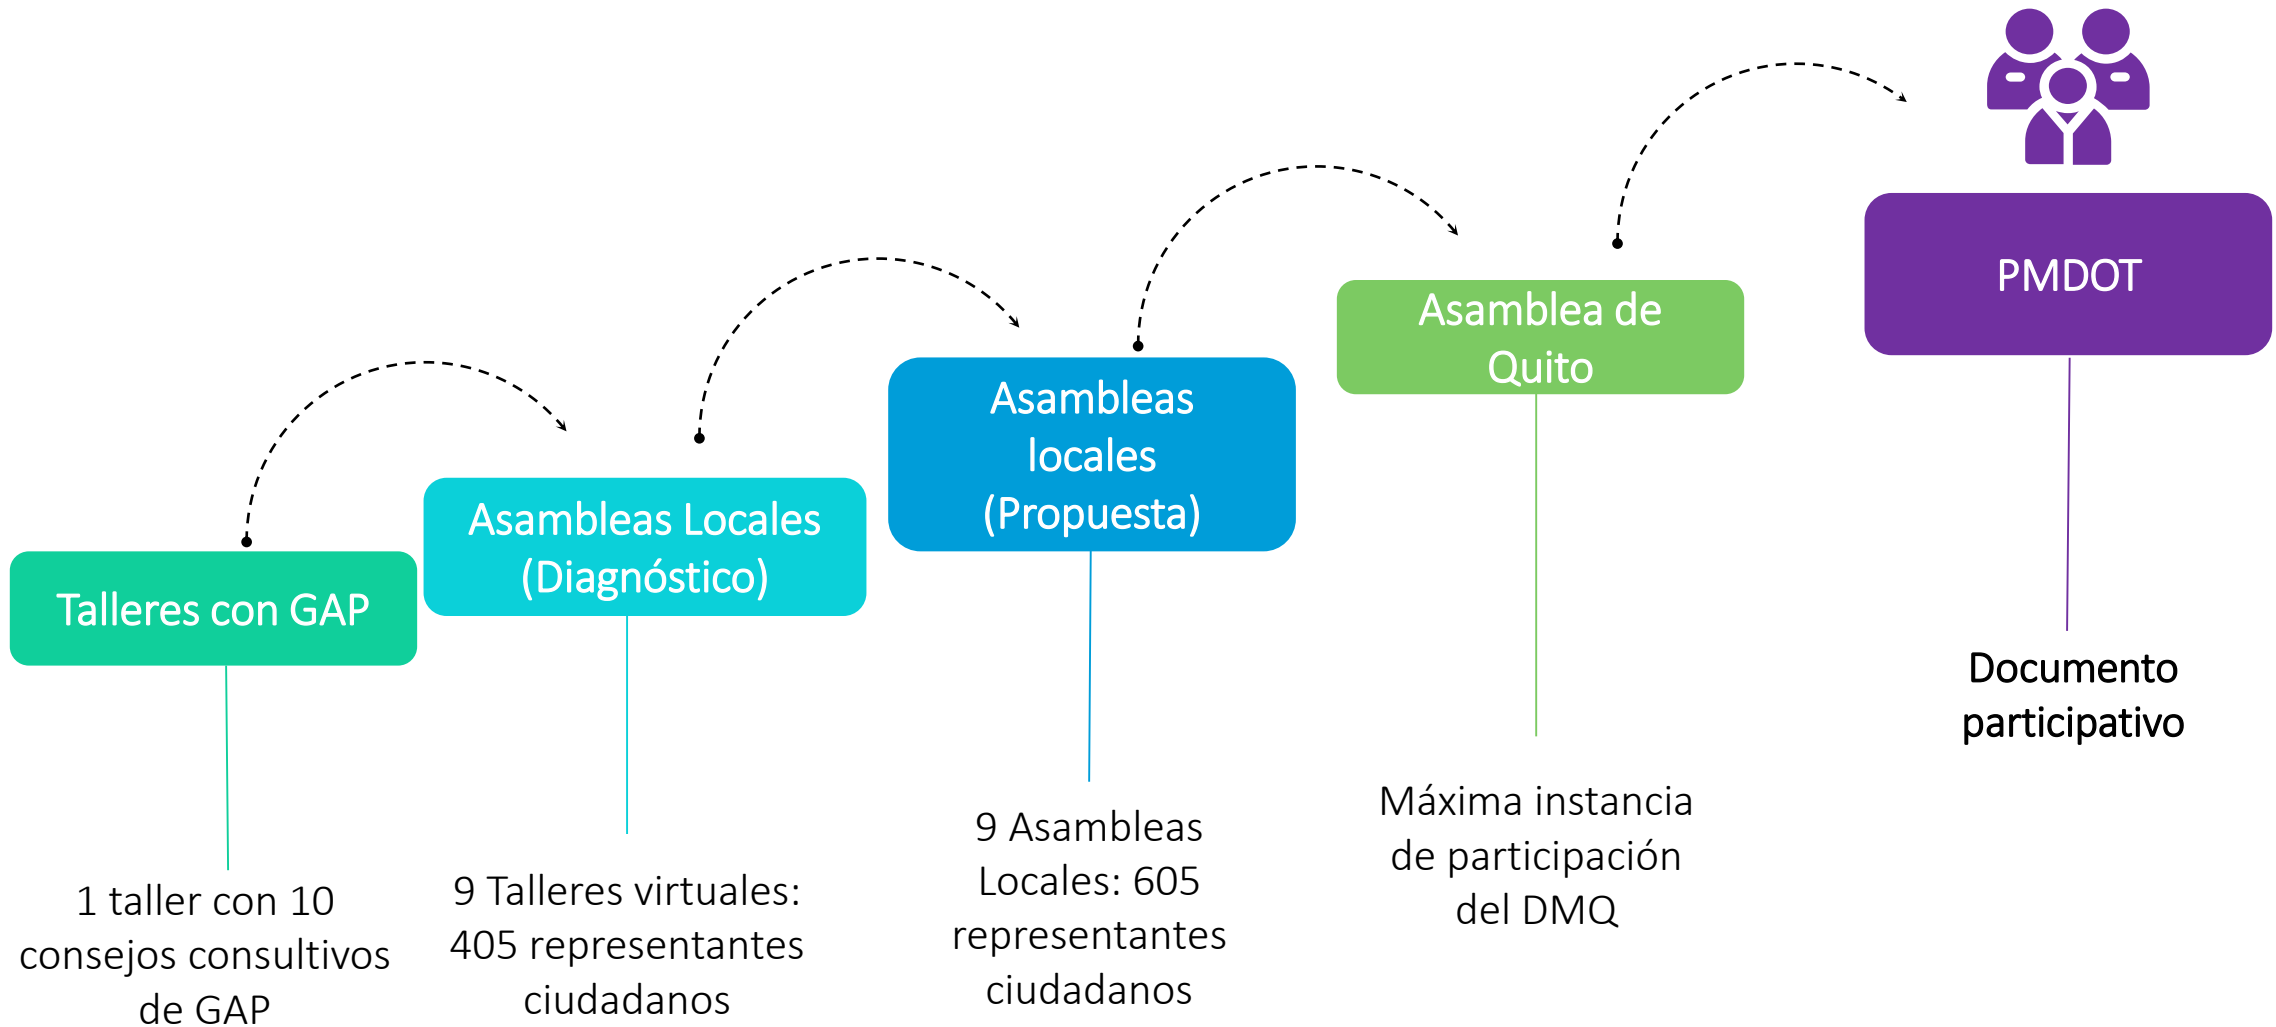 Talleres con GAP
1 taller con 10
consejos consultivos
de GAP
Asambleas Locales
(Diagnóstico)
9 Talleres virtuales:
405 representantes
ciudadanos
Asambleas
locales
(Propuesta)
9 Asambleas
Locales: 605
representantes
ciudadanos
Asamblea de
Quito
Máxima instancia
de participación
del DMQ
PMDOT
Documento
participativo